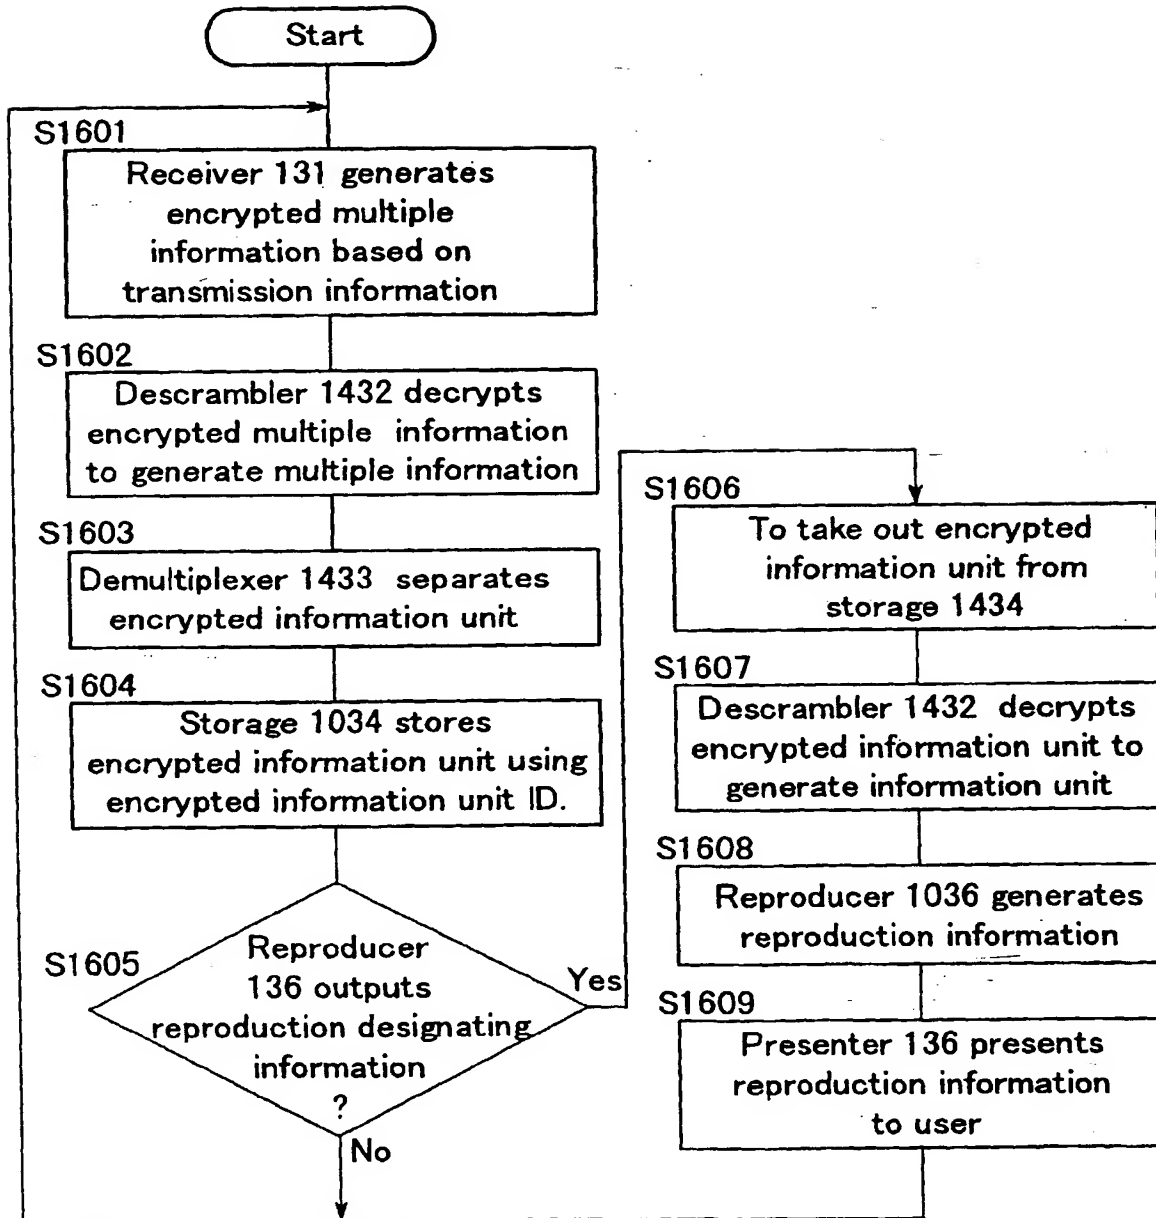 Start
S1601
Receiver 131 generates
encrypted multiple
information based on
transmission information
S1602
Descrambler 1432 decrypts
encrypted multiple information
to generate multiple information
S1603
Demultiplexer 1433 separates
encrypted information unit
S1604
Storage 1034 stores
encrypted information unit using
encrypted information unit ID.
S1605
Reproducer
136 outputs
reproduction designating
information
?
Yes
No
S1606
To take out encrypted
information unit from
storage 1434
S1607
Descrambler 1432 decrypts
encrypted information unit to
generate information unit
S1608
Reproducer 1036 generates
reproduction information
S1609
Presenter 136 presents
reproduction information
to user